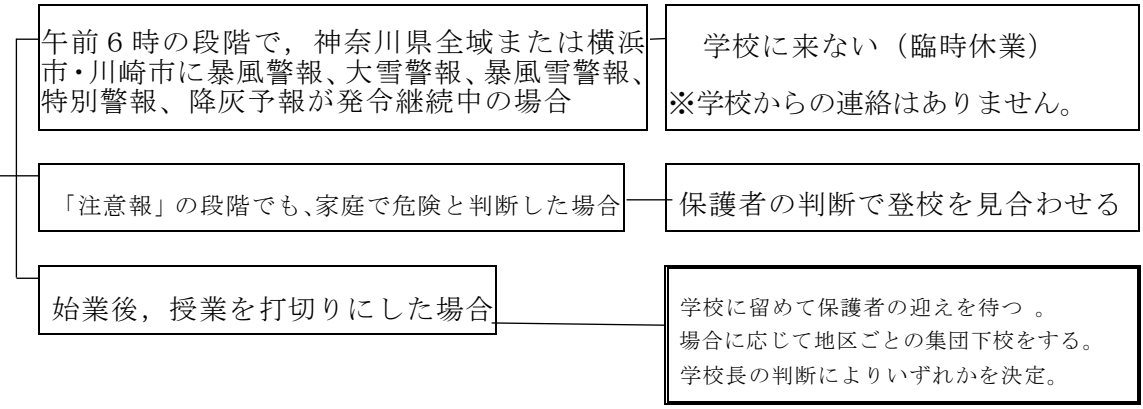 午前６時の段階で，神奈川県全域または横浜
市・川崎市に暴風警報、大雪警報、暴風雪警報、
特別警報、降灰予報が発令継続中の場合
学校に来ない（臨時休業）
※学校からの連絡はありません。
「注意報」の段階でも、家庭で危険と判断した場合
保護者の判断で登校を見合わせる
始業後，授業を打切りにした場合
学校に留めて保護者の迎えを待つ 。
場合に応じて地区ごとの集団下校をする。
学校長の判断によりいずれかを決定。